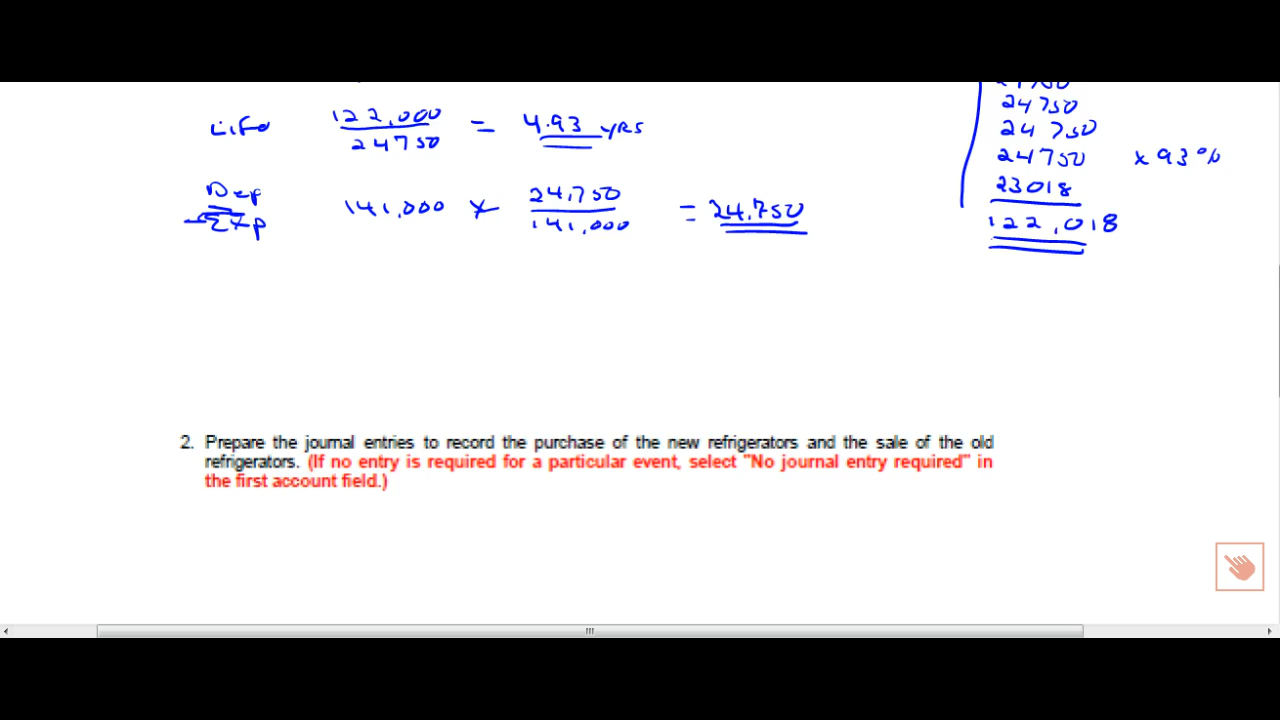 Life 122,000 / 24750 = 4.93 yrs
Dep Exp 141,000 x 24,750 / 141,000 = 24,750
24750
24750
24750 x 93%
23018
122,018
2. Prepare the journal entries to record the purchase of the new refrigerators and the sale of the old
refrigerators. (If no entry is required for a particular event, select "No journal entry required" in
the first account field.)